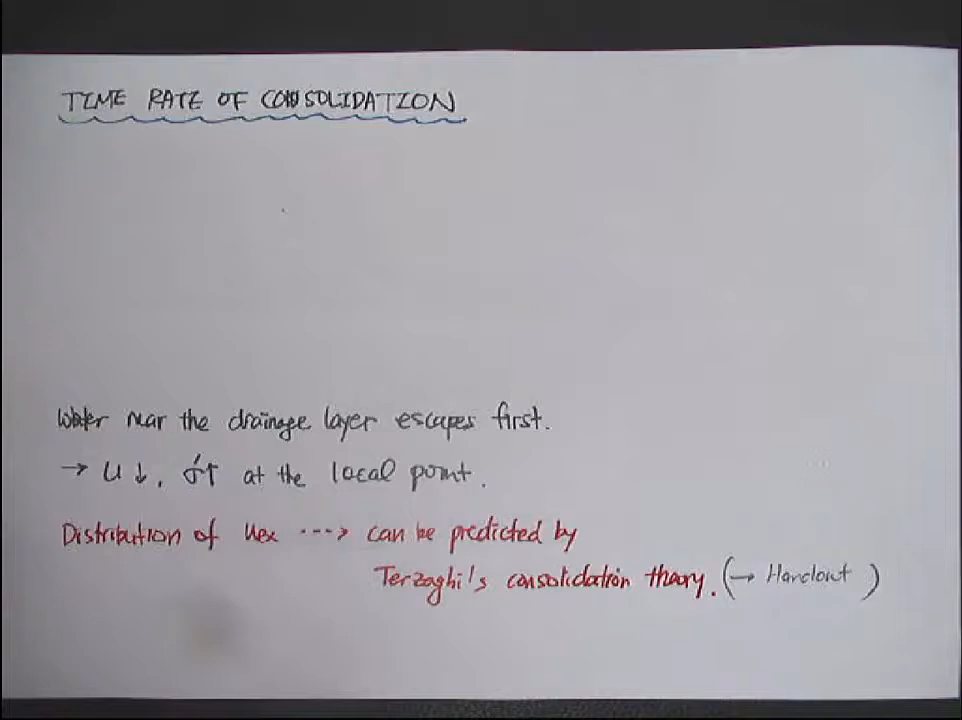 TIME RATE OF CONSOLIDATION
Water near the drainage layer escapes first.
→ u↓, σ'↑ at the local point.
Distribution of uex ---> can be predicted by
Terzaghi's consolidation theory. (→ Handout)